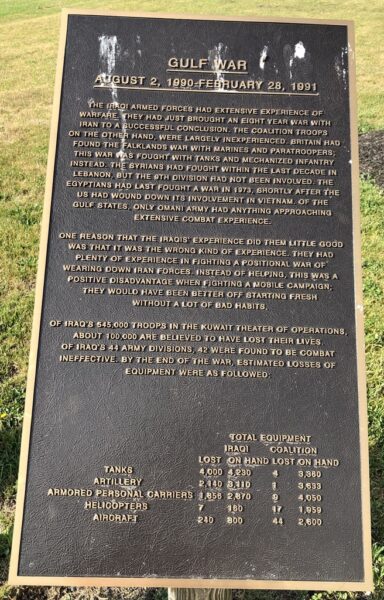 GULF WAR
AUGUST 2, 1990-FEBRUARY 28, 1991
THE IRAQI ARMED FORCES HAD EXTENSIVE EXPERIENCE OF
WARFARE. THEY HAD JUST BROUGHT AN EIGHT YEAR WAR WITH
IRAN TO A SUCCESSFUL CONCLUSION. THE COALITION TROOPS
ON THE OTHER HAND, WERE LARGELY INEXPERIENCED. BRITAIN HAD
FOUND THE FALKLANDS WAR WITH MARINES AND PARATROOPERS;
THIS WAR WAS FOUGHT WITH TANKS AND MECHANIZED INFANTRY
INSTEAD. THE SYRIANS HAD FOUGHT WITHIN THE LAST DECADE IN
LEBANON, BUT THE 9TH DIVISION HAD NOT BEEN INVOLVED. THE
EGYPTIANS HAD LAST FOUGHT A WAR IN 1973, SHORTLY AFTER THE
US HAD WOUND DOWN ITS INVOLVEMENT IN VIETNAM. OF THE
GULF STATES, ONLY OMANI ARMY HAD ANYTHING APPROACHING
EXTENSIVE COMBAT EXPERIENCE.
ONE REASON THAT THE IRAQIS' EXPERIENCE DID THEM LITTLE GOOD
WAS THAT IT WAS THE WRONG KIND OF EXPERIENCE. THEY HAD
PLENTY OF EXPERIENCE IN FIGHTING A POSITIONAL WAR OF
WEARING DOWN IRAN FORCES. INSTEAD OF HELPING, THIS WAS A
POSITIVE DISADVANTAGE WHEN FIGHTING A MOBILE CAMPAIGN;
THEY WOULD HAVE BEEN BETTER OFF STARTING FRESH
WITHOUT A LOT OF BAD HABITS.
OF IRAQ'S 545,000 TROOPS IN THE KUWAIT THEATER OF OPERATIONS,
ABOUT 100,000 ARE BELIEVED TO HAVE LOST THEIR LIVES.
OF IRAQ'S 44 ARMY DIVISIONS, 42 WERE FOUND TO BE COMBAT
INEFFECTIVE. BY THE END OF THE WAR, ESTIMATED LOSSES OF
EQUIPMENT WERE AS FOLLOWED:
TOTAL EQUIPMENT
IRAQI COALITION
LOST ON HAND LOST ON HAND
TANKS 4,000 4,230 4 3,360
ARTILLERY 2,140 3,110 1 3,633
ARMORED PERSONAL CARRIERS 1,856 2,870 9 4,050
HELICOPTERS 7 160 17 1,959
AIRCRAFT 240 800 44 2,600